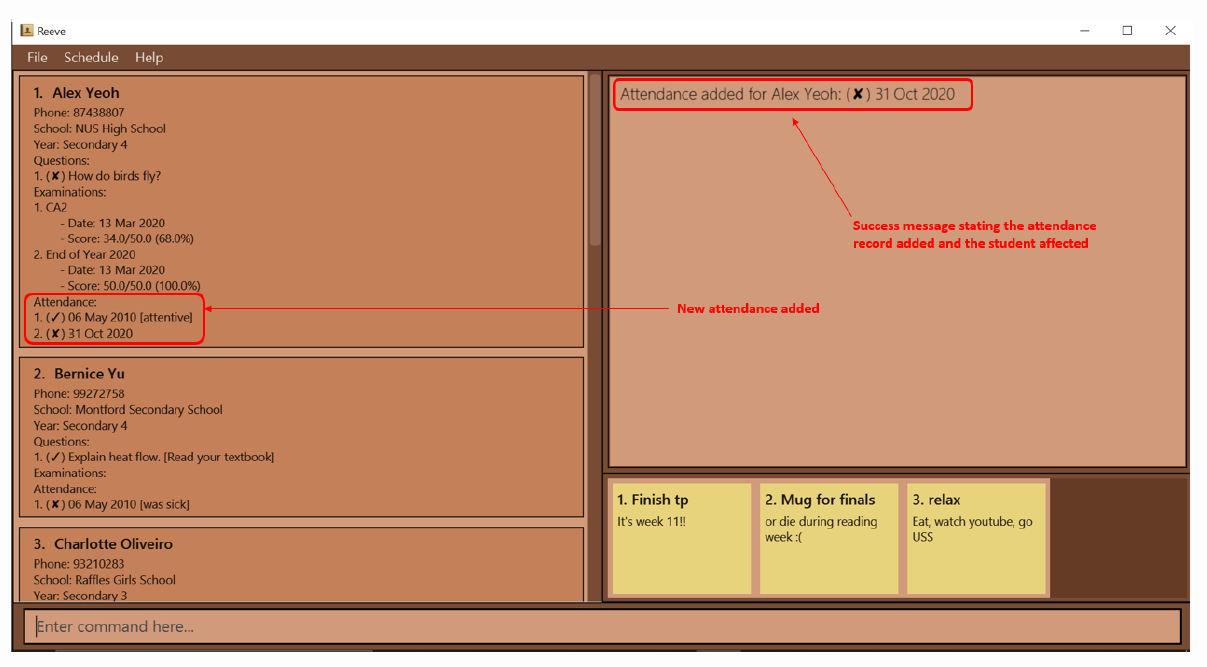 Reeve
File Schedule Help
1. Alex Yeoh
Phone: 87438807
School: NUS High School
Year: Secondary 4
Questions:
1. (✘) How do birds fly?
Examinations:
1. CA2
- Date: 13 Mar 2020
- Score: 34.0/50.0 (68.0%)
2. End of Year 2020
- Date: 13 Mar 2020
- Score: 50.0/50.0 (100.0%)
Attendance:
1. (✓) 06 May 2010 [attentive]
2. (✘) 31 Oct 2020
2. Bernice Yu
Phone: 99272758
School: Montford Secondary School
Year: Secondary 4
Questions:
1. (✓) Explain heat flow. [Read your textbook]
Examinations:
Attendance:
1. (✘) 06 May 2010 [was sick]
3. Charlotte Oliveiro
Phone: 93210283
School: Raffles Girls School
Year: Secondary 3
Attendance added for Alex Yeoh: (✘) 31 Oct 2020
Success message stating the attendance
record added and the student affected
New attendance added
1. Finish tp
It's week 11!!
2. Mug for finals
or die during reading
week :(
3. relax
Eat, watch youtube, go
USS
Enter command here...